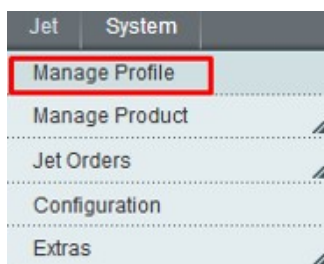 Jet System
Manage Profile
Manage Product
Jet Orders
Configuration
Extras